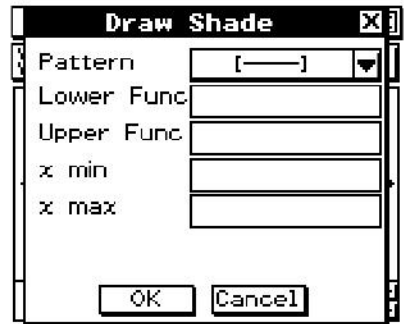 Draw Shade X
Pattern [——]
Lower Func
Upper Func
x min
x max
OK Cancel